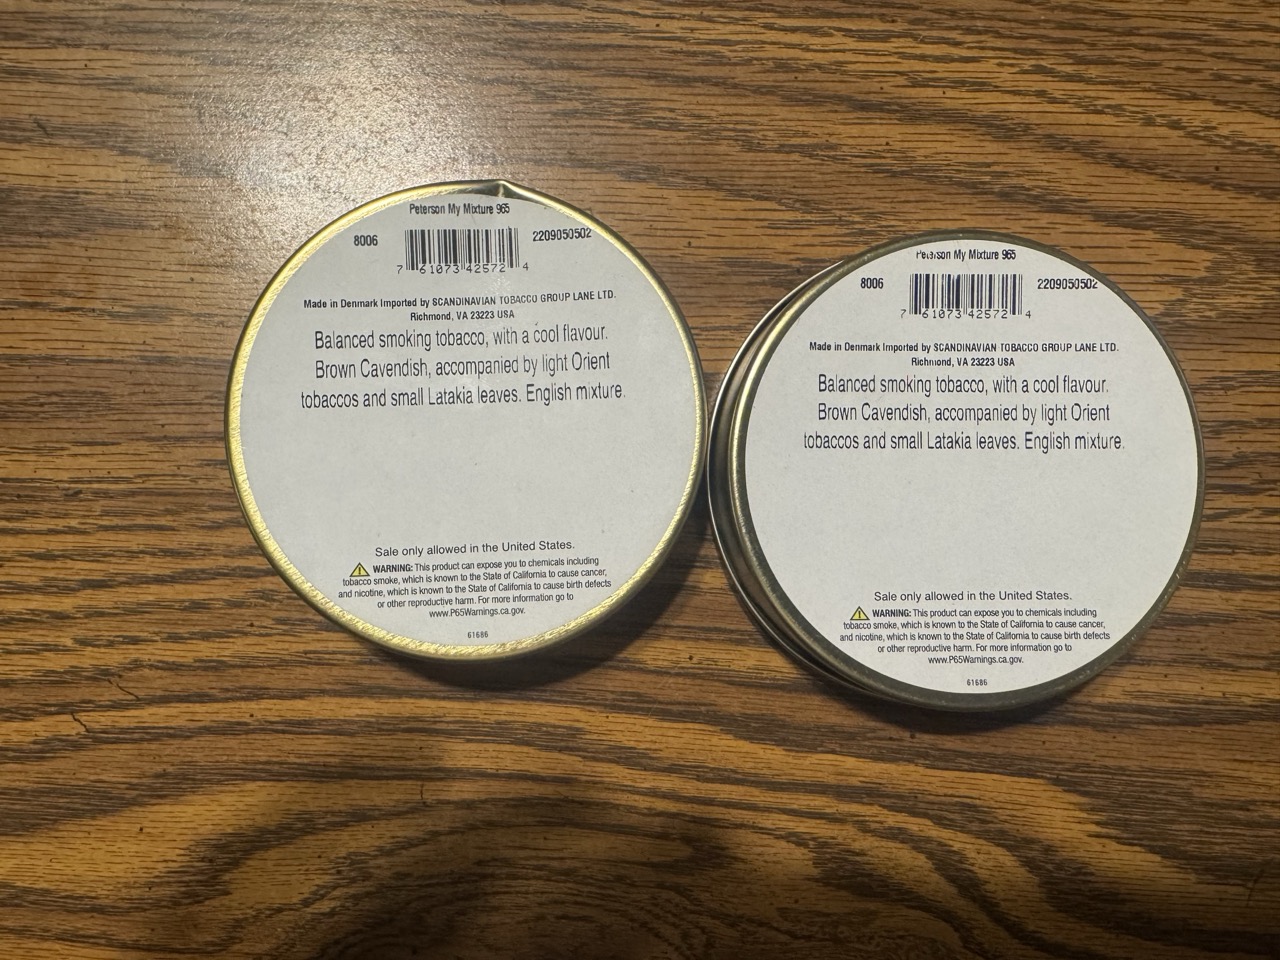 Peterson My Mixture 965
8006
2209050502
7 61073 42572 4
Made in Denmark Imported by SCANDINAVIAN TOBACCO GROUP LANE LTD.
Richmond, VA 23223 USA
Balanced smoking tobacco, with a cool flavour.
Brown Cavendish, accompanied by light Orient
tobaccos and small Latakia leaves. English mixture.
Sale only allowed in the United States.
WARNING: This product can expose you to chemicals including
tobacco smoke, which is known to the State of California to cause cancer,
and nicotine, which is known to the State of California to cause birth defects
or other reproductive harm. For more information go to
www.P65Warnings.ca.gov.
61686
Peterson My Mixture 965
8006
2209050502
7 61073 42572 4
Made in Denmark Imported by SCANDINAVIAN TOBACCO GROUP LANE LTD.
Richmond, VA 23223 USA
Balanced smoking tobacco, with a cool flavour.
Brown Cavendish, accompanied by light Orient
tobaccos and small Latakia leaves. English mixture.
Sale only allowed in the United States.
WARNING: This product can expose you to chemicals including
tobacco smoke, which is known to the State of California to cause cancer,
and nicotine, which is known to the State of California to cause birth defects
or other reproductive harm. For more information go to
www.P65Warnings.ca.gov.
61686